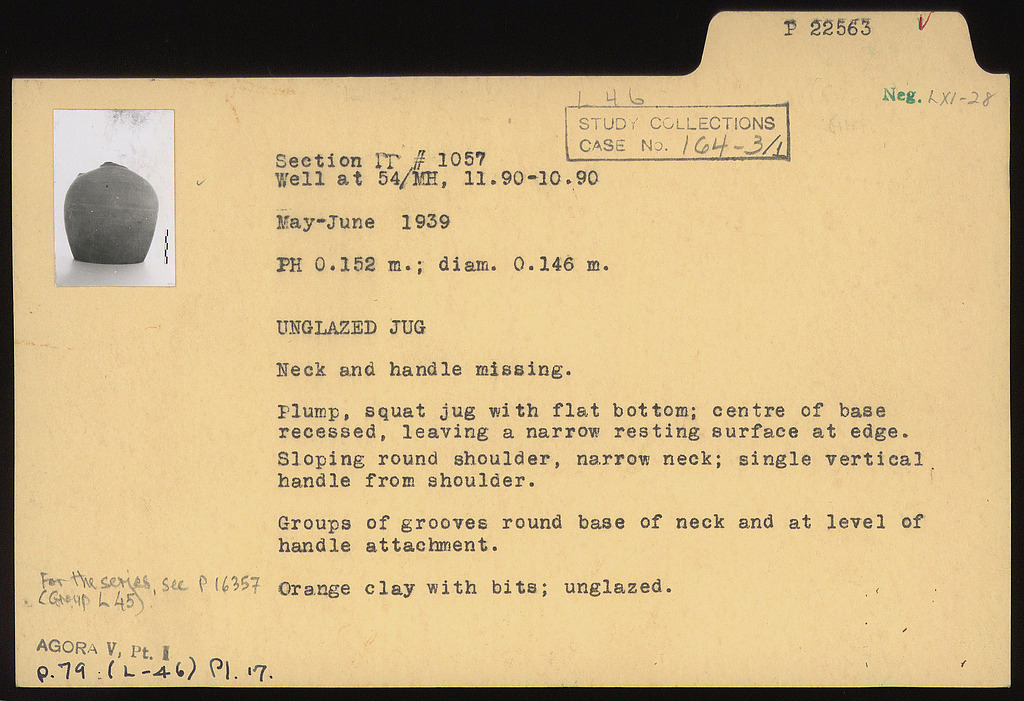 P 22563
Neg. LXI-28
L 46
STUDY COLLECTIONS
CASE No. 164-3/1
Section ΠΓ # 1057
Well at 54/MH, 11.90-10.90
May-June 1939
PH 0.152 m.; diam. 0.146 m.
UNGLAZED JUG
Neck and handle missing.
Plump, squat jug with flat bottom; centre of base
recessed, leaving a narrow resting surface at edge.
Sloping round shoulder, narrow neck; single vertical
handle from shoulder.
Groups of grooves round base of neck and at level of
handle attachment.
Orange clay with bits; unglazed.
For the series, see P 16357
(Group L 45)
AGORA V, Pt. I
p. 79 : (L-46) Pl. 17.